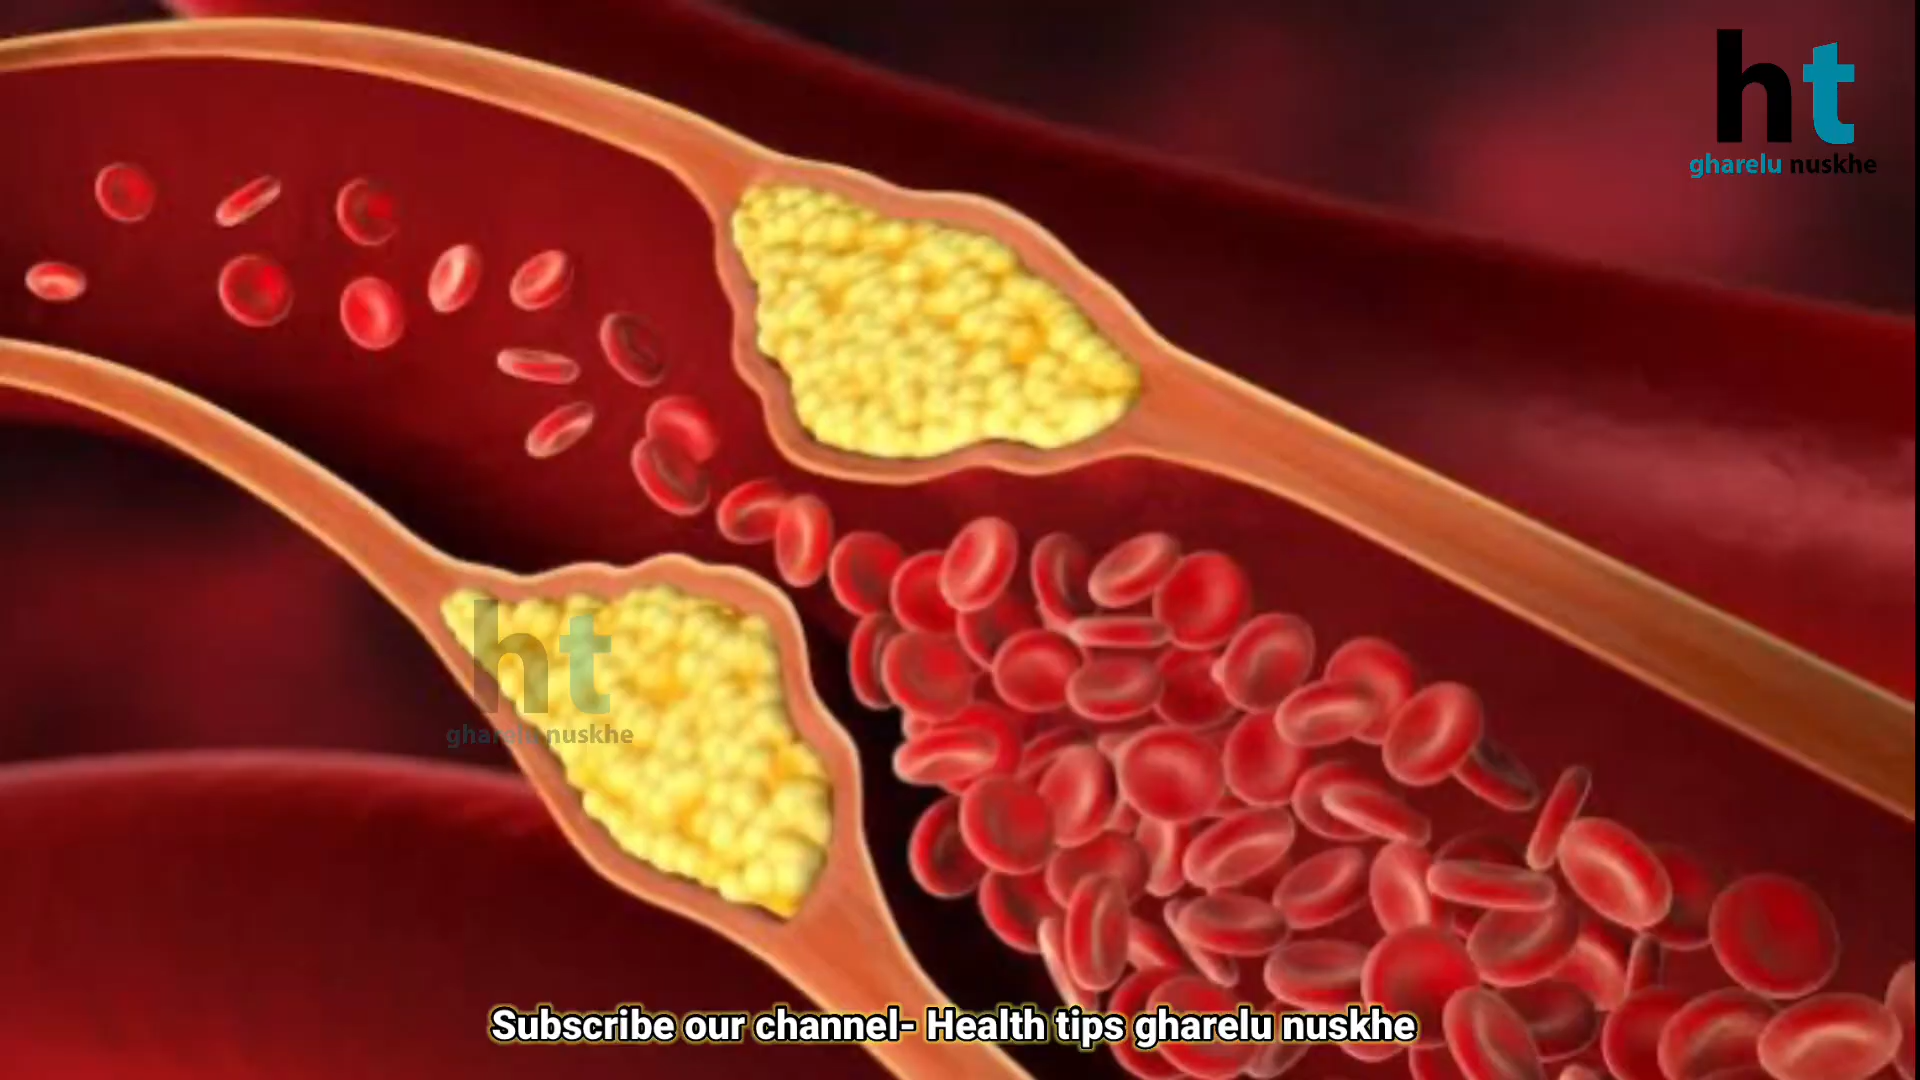 ht
gharelu nuskhe
ht
gharelu nuskhe
Subscribe our channel- Health tips gharelu nuskhe